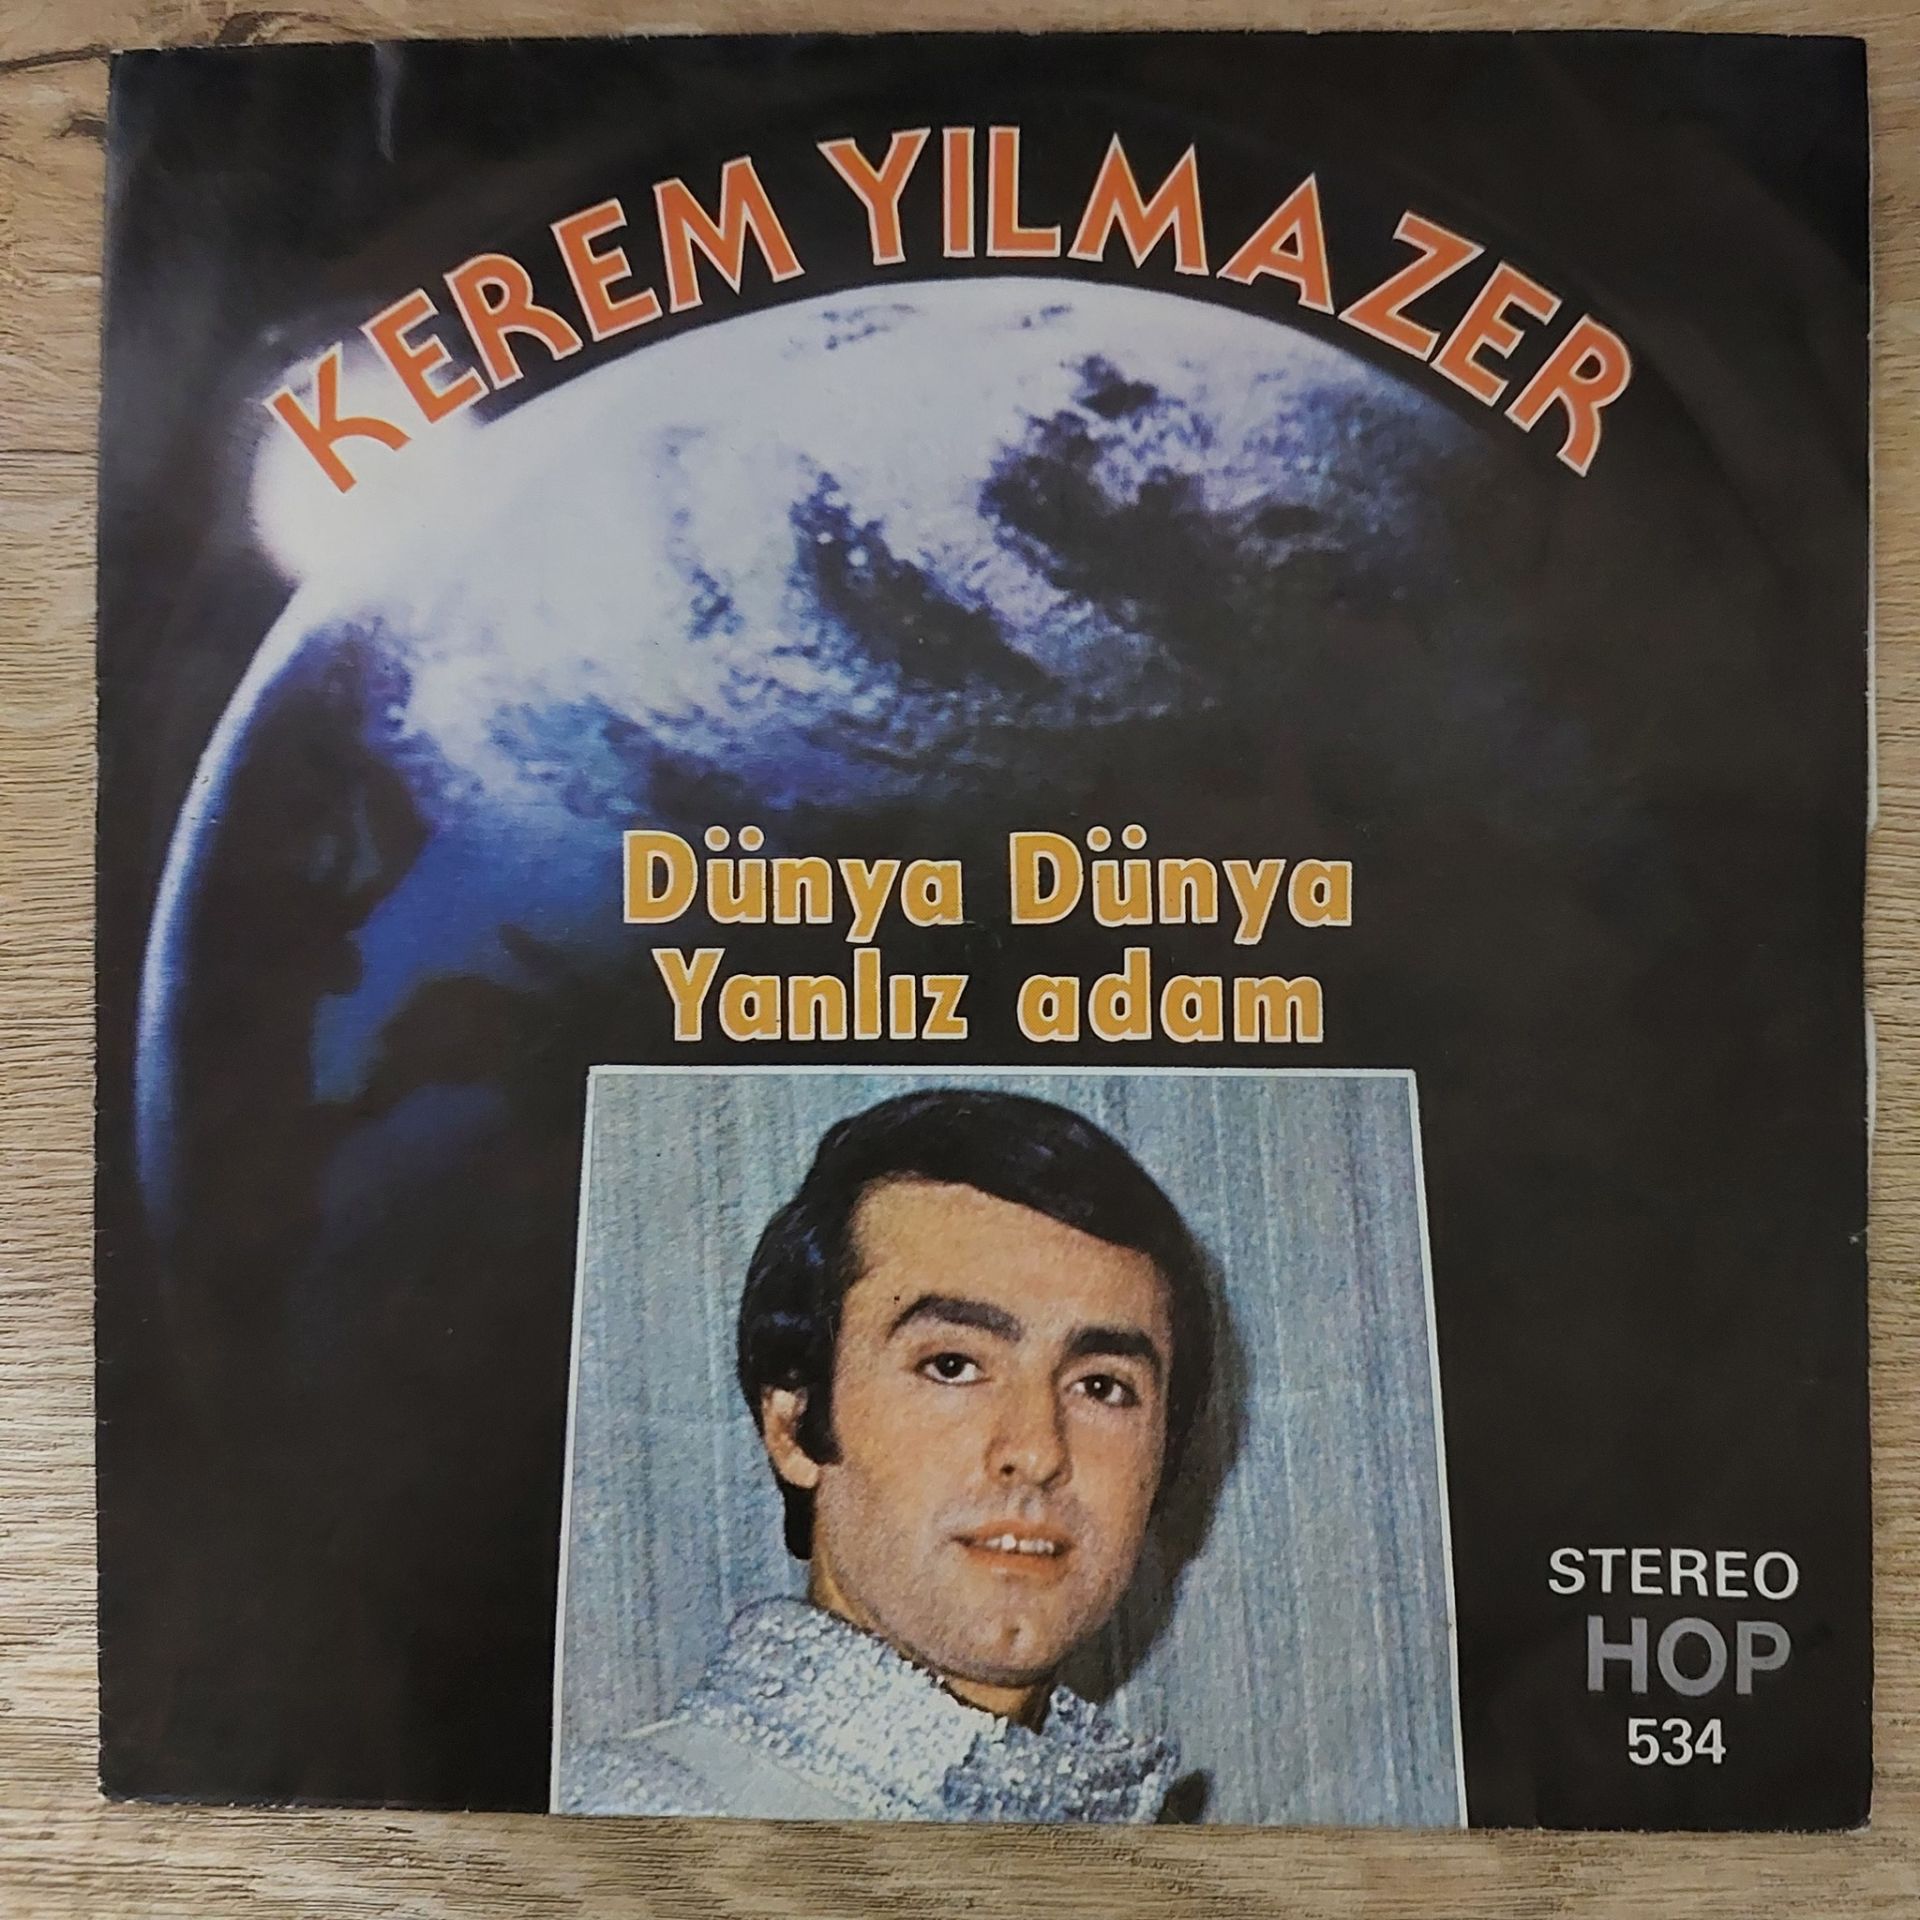 KEREM YILMAZER
Dünya Dünya
Yanlız adam
STEREO
HOP
534